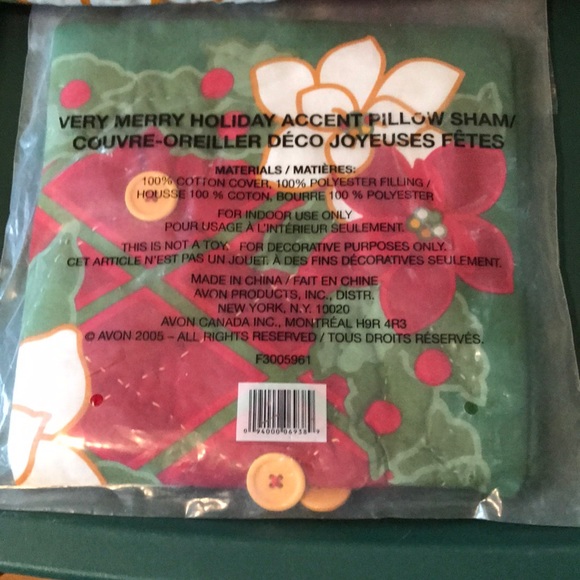 VERY MERRY HOLIDAY ACCENT PILLOW SHAM/
COUVRE-OREILLER DÉCO JOYEUSES FÊTES
MATERIALS / MATIÈRES:
100% COTTON COVER, 100% POLYESTER FILLING /
HOUSSE 100 % COTON, BOURRE 100 % POLYESTER
FOR INDOOR USE ONLY
POUR USAGE À L'INTÉRIEUR SEULEMENT.
THIS IS NOT A TOY. FOR DECORATIVE PURPOSES ONLY.
CET ARTICLE N'EST PAS UN JOUET. À DES FINS DÉCORATIVES SEULEMENT.
MADE IN CHINA / FAIT EN CHINE
AVON PRODUCTS, INC., DISTR.
NEW YORK, N.Y. 10020
AVON CANADA INC., MONTRÉAL H9R 4R3
© AVON 2005 – ALL RIGHTS RESERVED / TOUS DROITS RÉSERVÉS.
F3005961
0 94000 06938 9